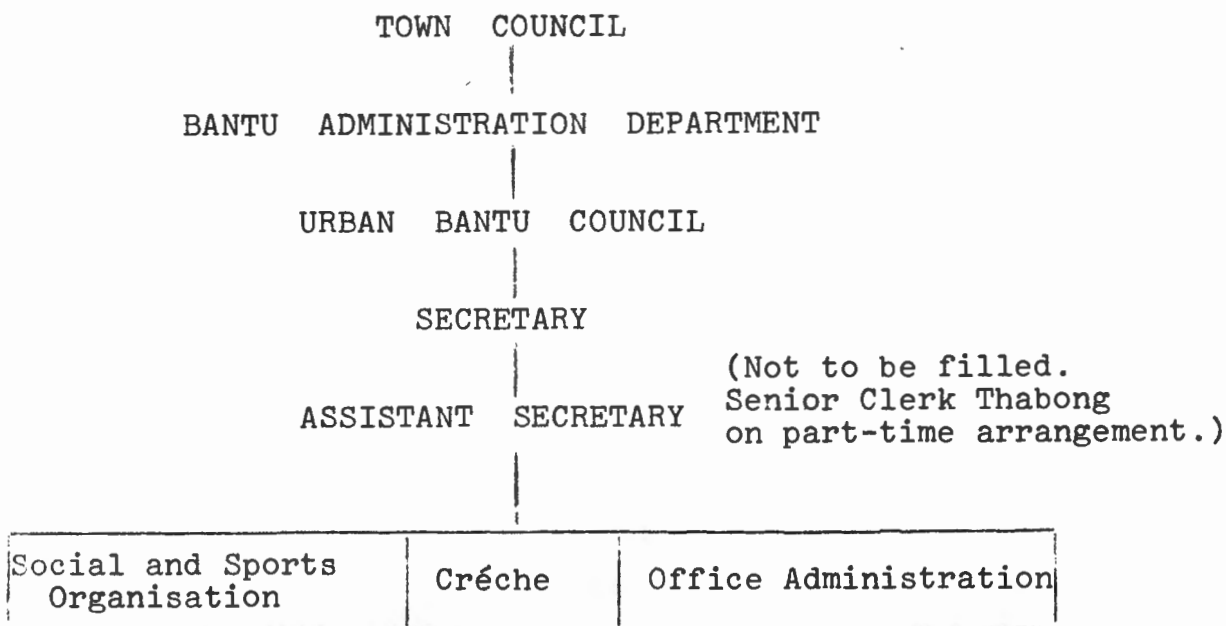 TOWN COUNCIL
BANTU ADMINISTRATION DEPARTMENT
URBAN BANTU COUNCIL
SECRETARY
ASSISTANT SECRETARY
(Not to be filled.
Senior Clerk Thabong
on part-time arrangement.)
Social and Sports
Organisation
Créche
Office Administration